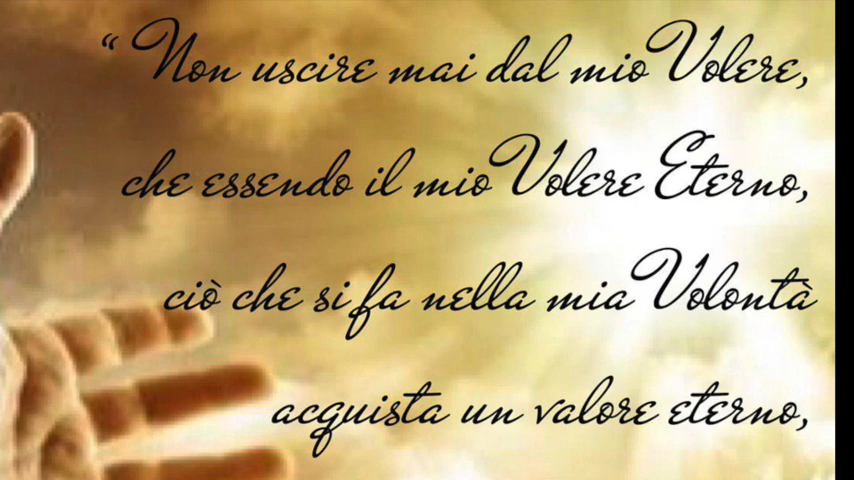 “ Non uscire mai dal mio Volere,
che essendo il mio Volere Eterno,
ciò che si fa nella mia Volontà
acquista un valore eterno,